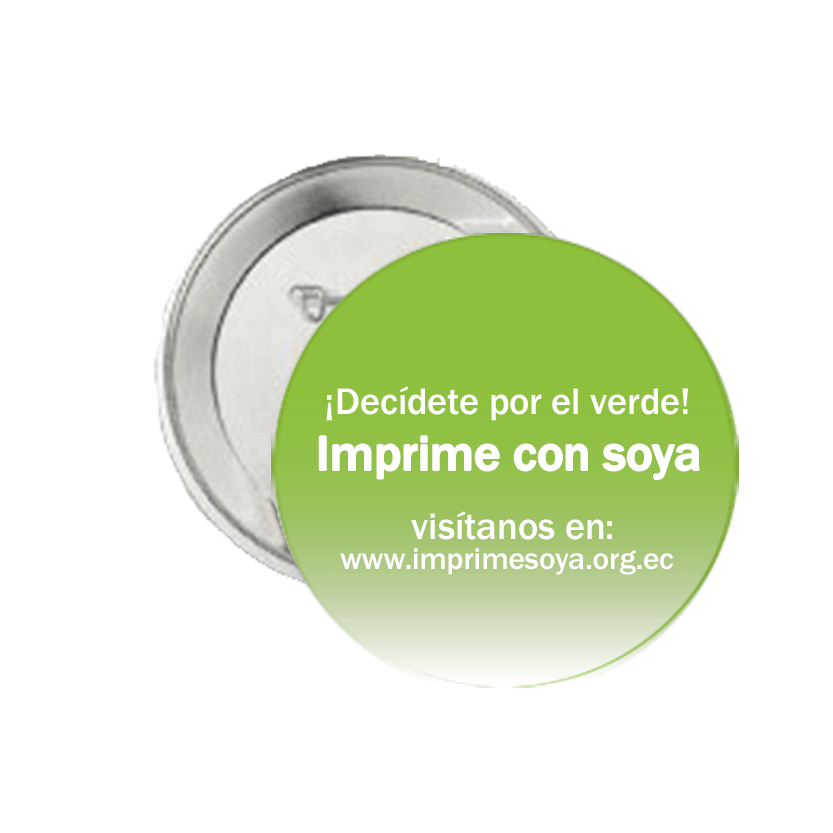 ¡Decídete por el verde!
Imprime con soya
visítanos en:
www.imprimesoya.org.ec